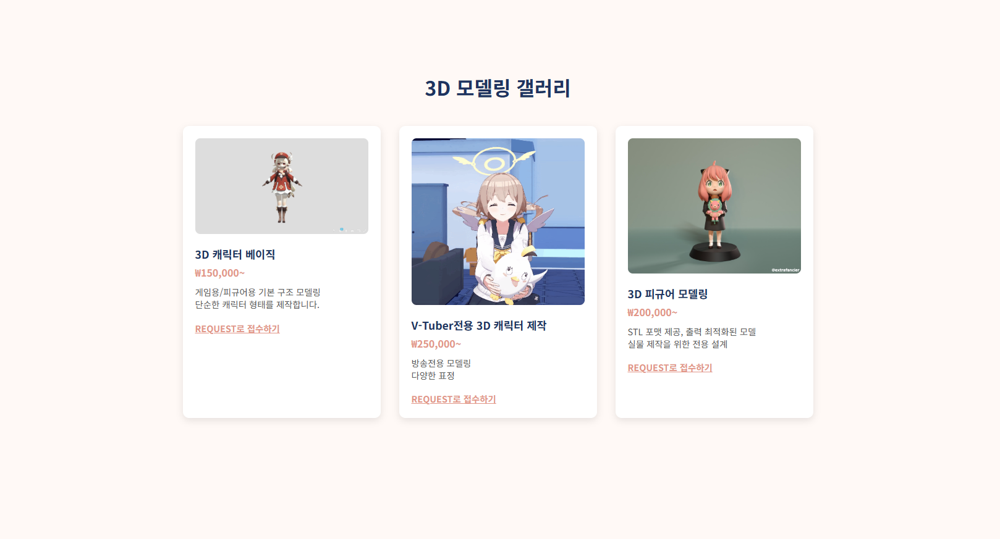 3D 모델링 갤러리
3D 캐릭터 베이직
₩150,000~
게임용/피규어용 기본 구조 모델링
단순한 캐릭터 형태를 제작합니다.
REQUEST로 접수하기
V-Tuber전용 3D 캐릭터 제작
₩250,000~
방송전용 모델링
다양한 표정
REQUEST로 접수하기
@extrafancier
3D 피규어 모델링
₩200,000~
STL 포맷 제공, 출력 최적화된 모델
실물 제작을 위한 전용 설계
REQUEST로 접수하기